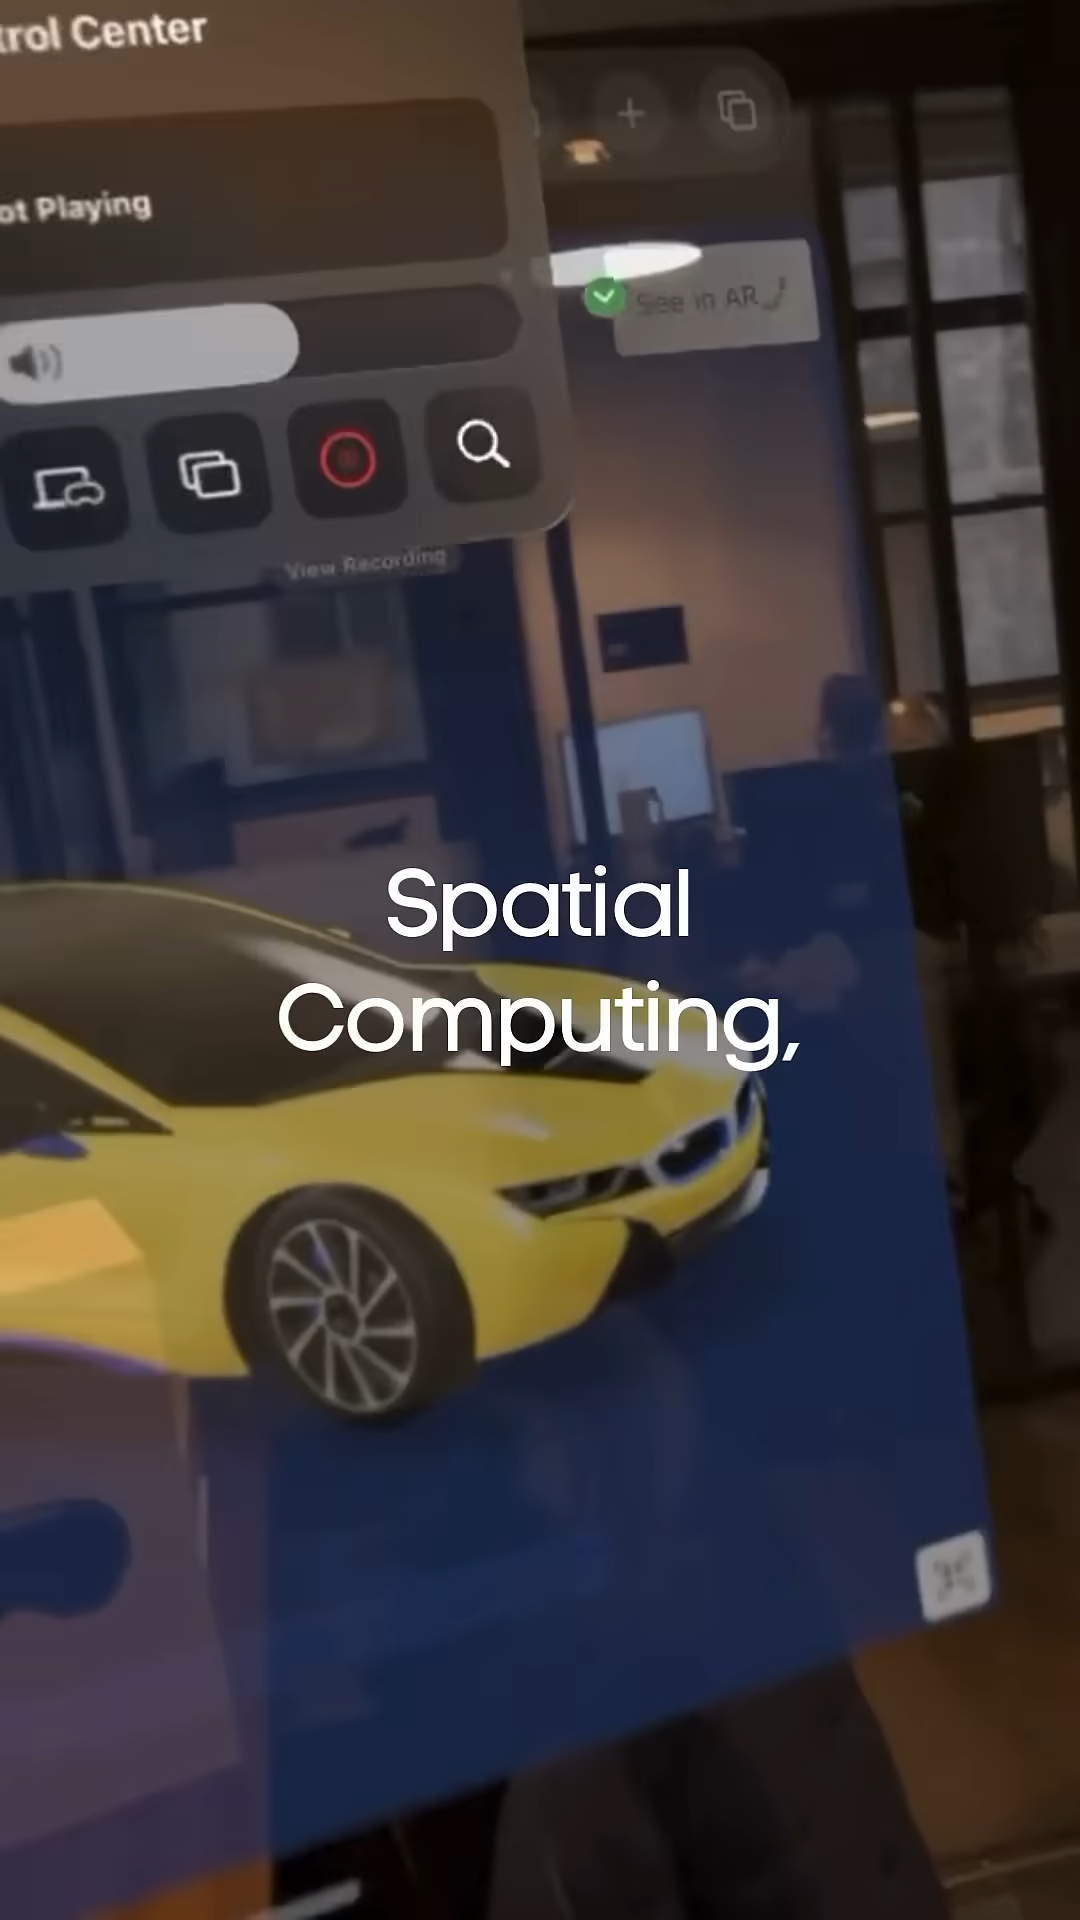 trol Center
ot Playing
See in AR
View Recording
Spatial
Computing,